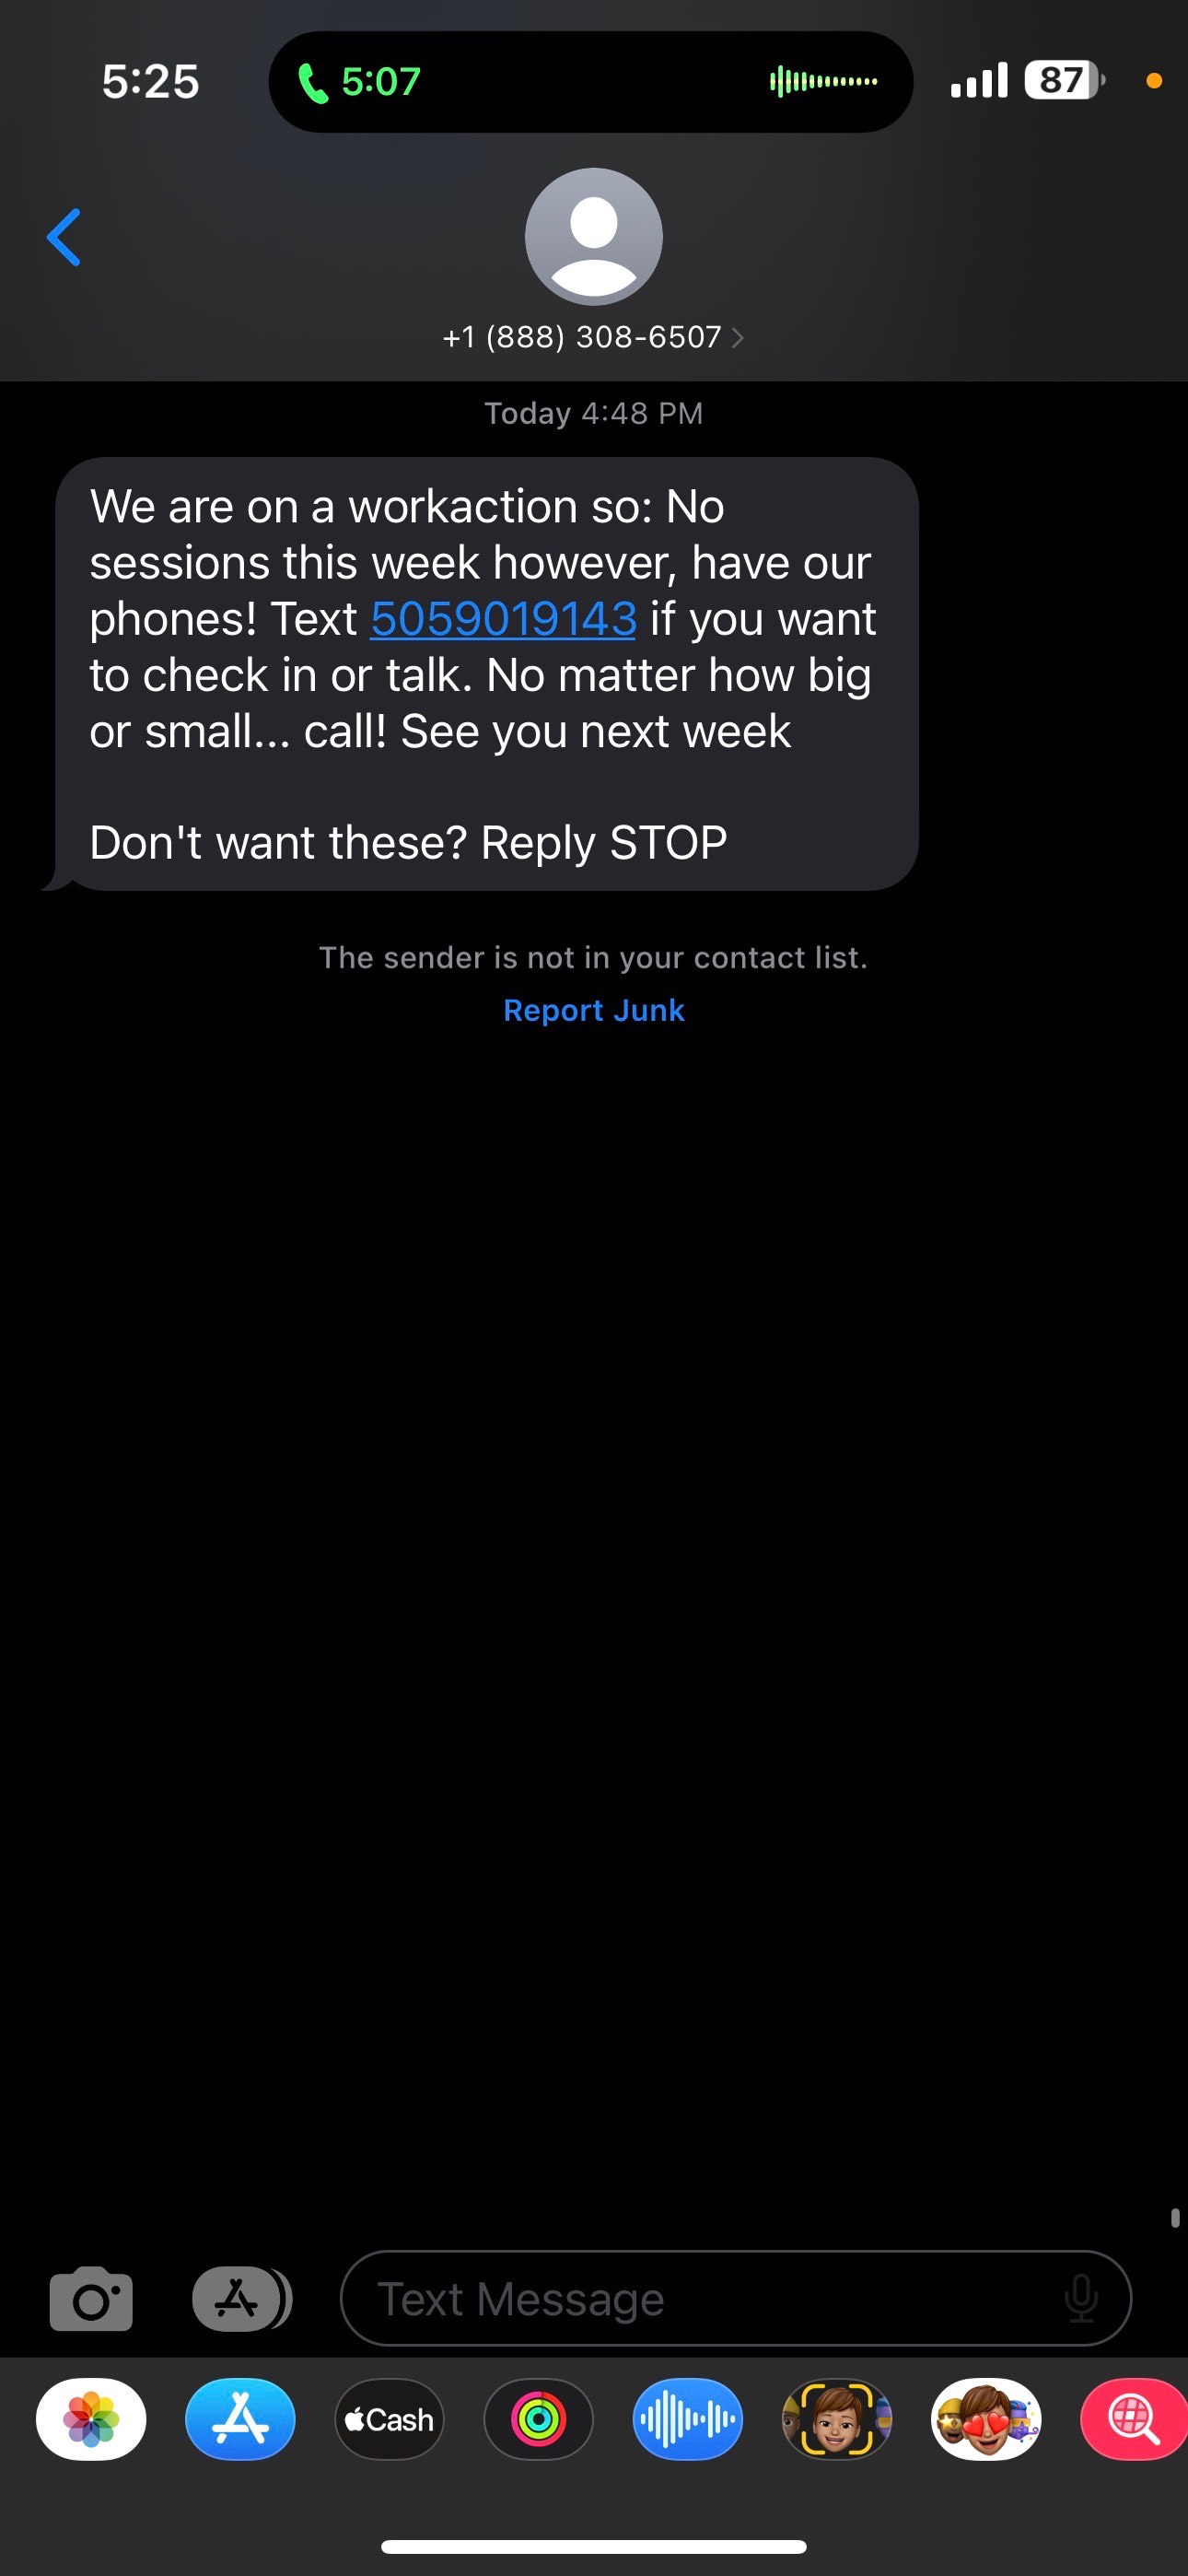 5:25 5:07 87
+1 (888) 308-6507
Today 4:48 PM
We are on a workaction so: No
sessions this week however, have our
phones! Text 5059019143 if you want
to check in or talk. No matter how big
or small... call! See you next week
Don't want these? Reply STOP
The sender is not in your contact list.
Report Junk
Text Message
Cash